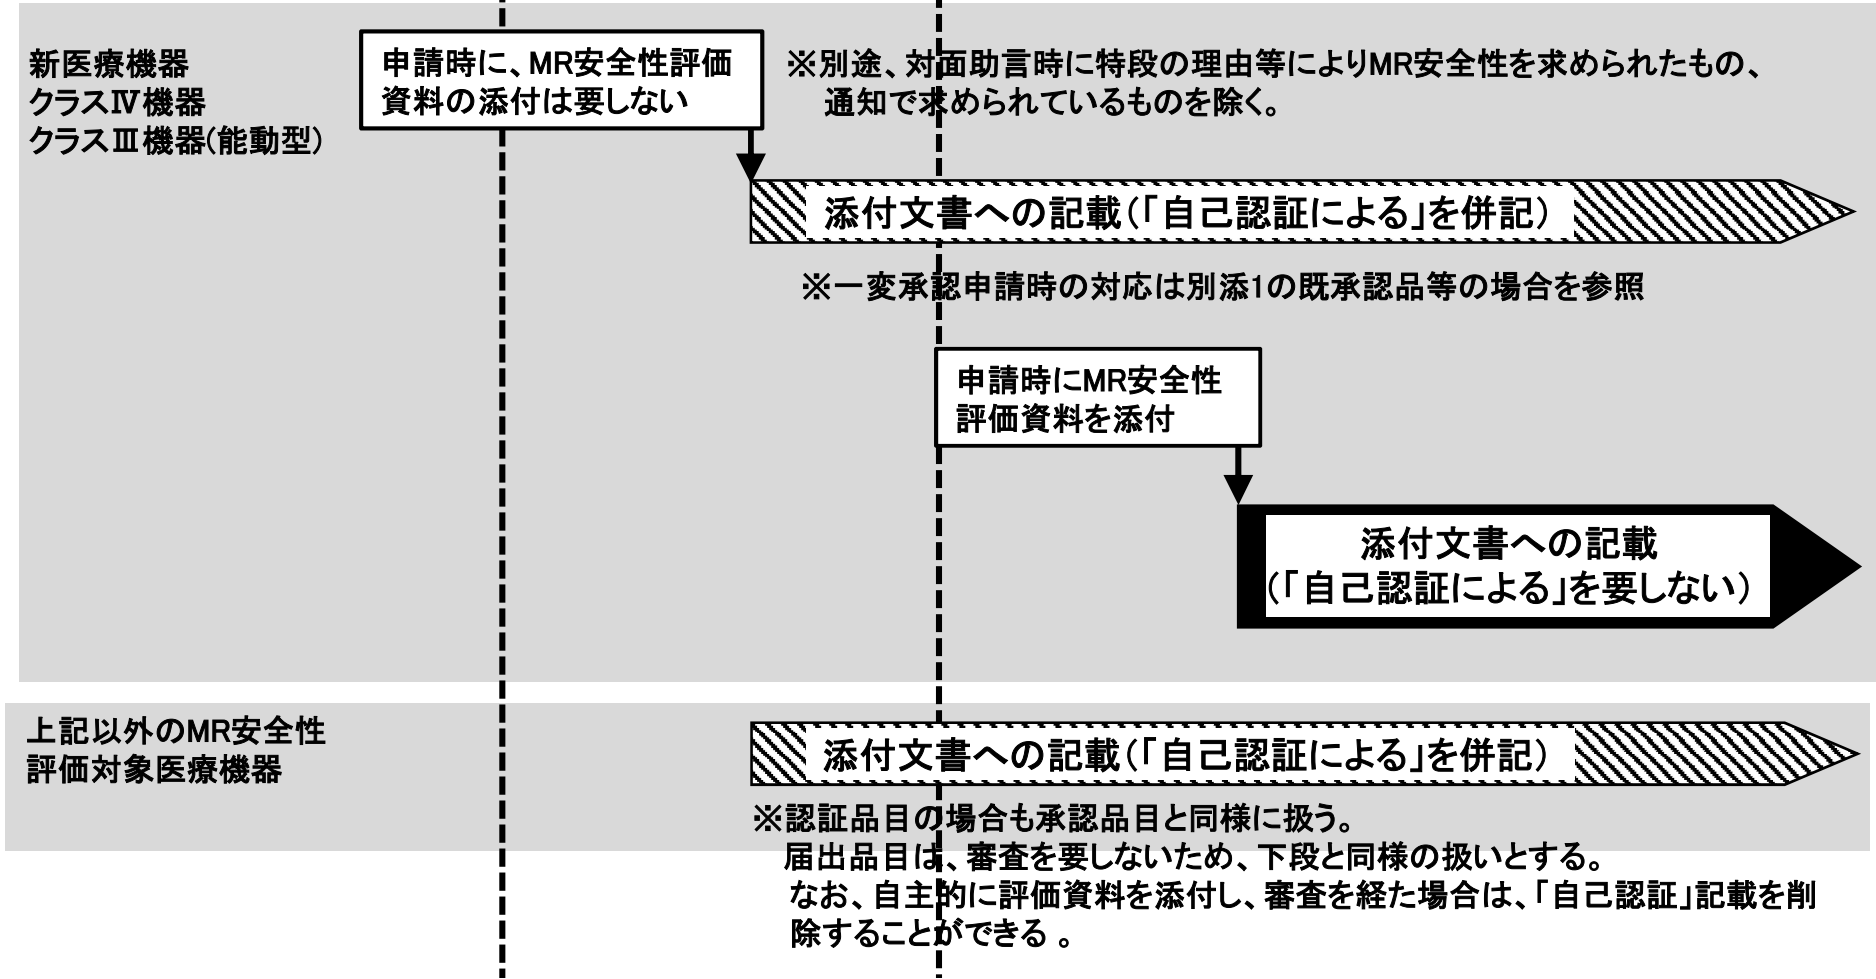 新医療機器
クラスⅣ機器
クラスⅢ機器(能動型)
申請時に、MR安全性評価
資料の添付は要しない
※別途、対面助言時に特段の理由等によりMR安全性を求められたもの、
通知で求められているものを除く。
添付文書への記載(「自己認証による」を併記)
※一変承認申請時の対応は別添1の既承認品等の場合を参照
申請時にMR安全性
評価資料を添付
添付文書への記載
(「自己認証による」を要しない)
上記以外のMR安全性
評価対象医療機器
添付文書への記載(「自己認証による」を併記)
※認証品目の場合も承認品目と同様に扱う。
届出品目は、審査を要しないため、下段と同様の扱いとする。
なお、自主的に評価資料を添付し、審査を経た場合は、「自己認証」記載を削
除することができる 。